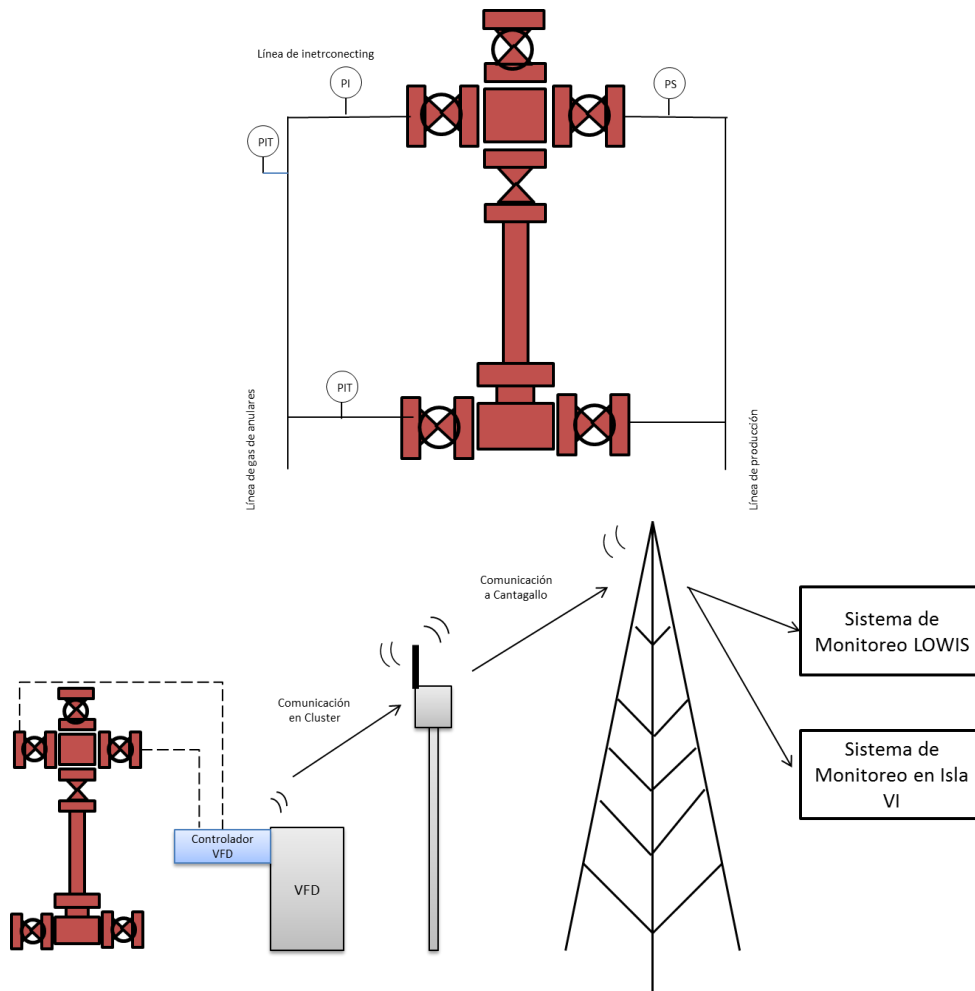 Línea de inetrconecting
PI
PS
PIT
PIT
Línea de gas de anulares
Línea de producción
Comunicación
a Cantagallo
Sistema de
Monitoreo LOWIS
Comunicación
en Cluster
Sistema de
Monitoreo en Isla
VI
Controlador
VFD
VFD